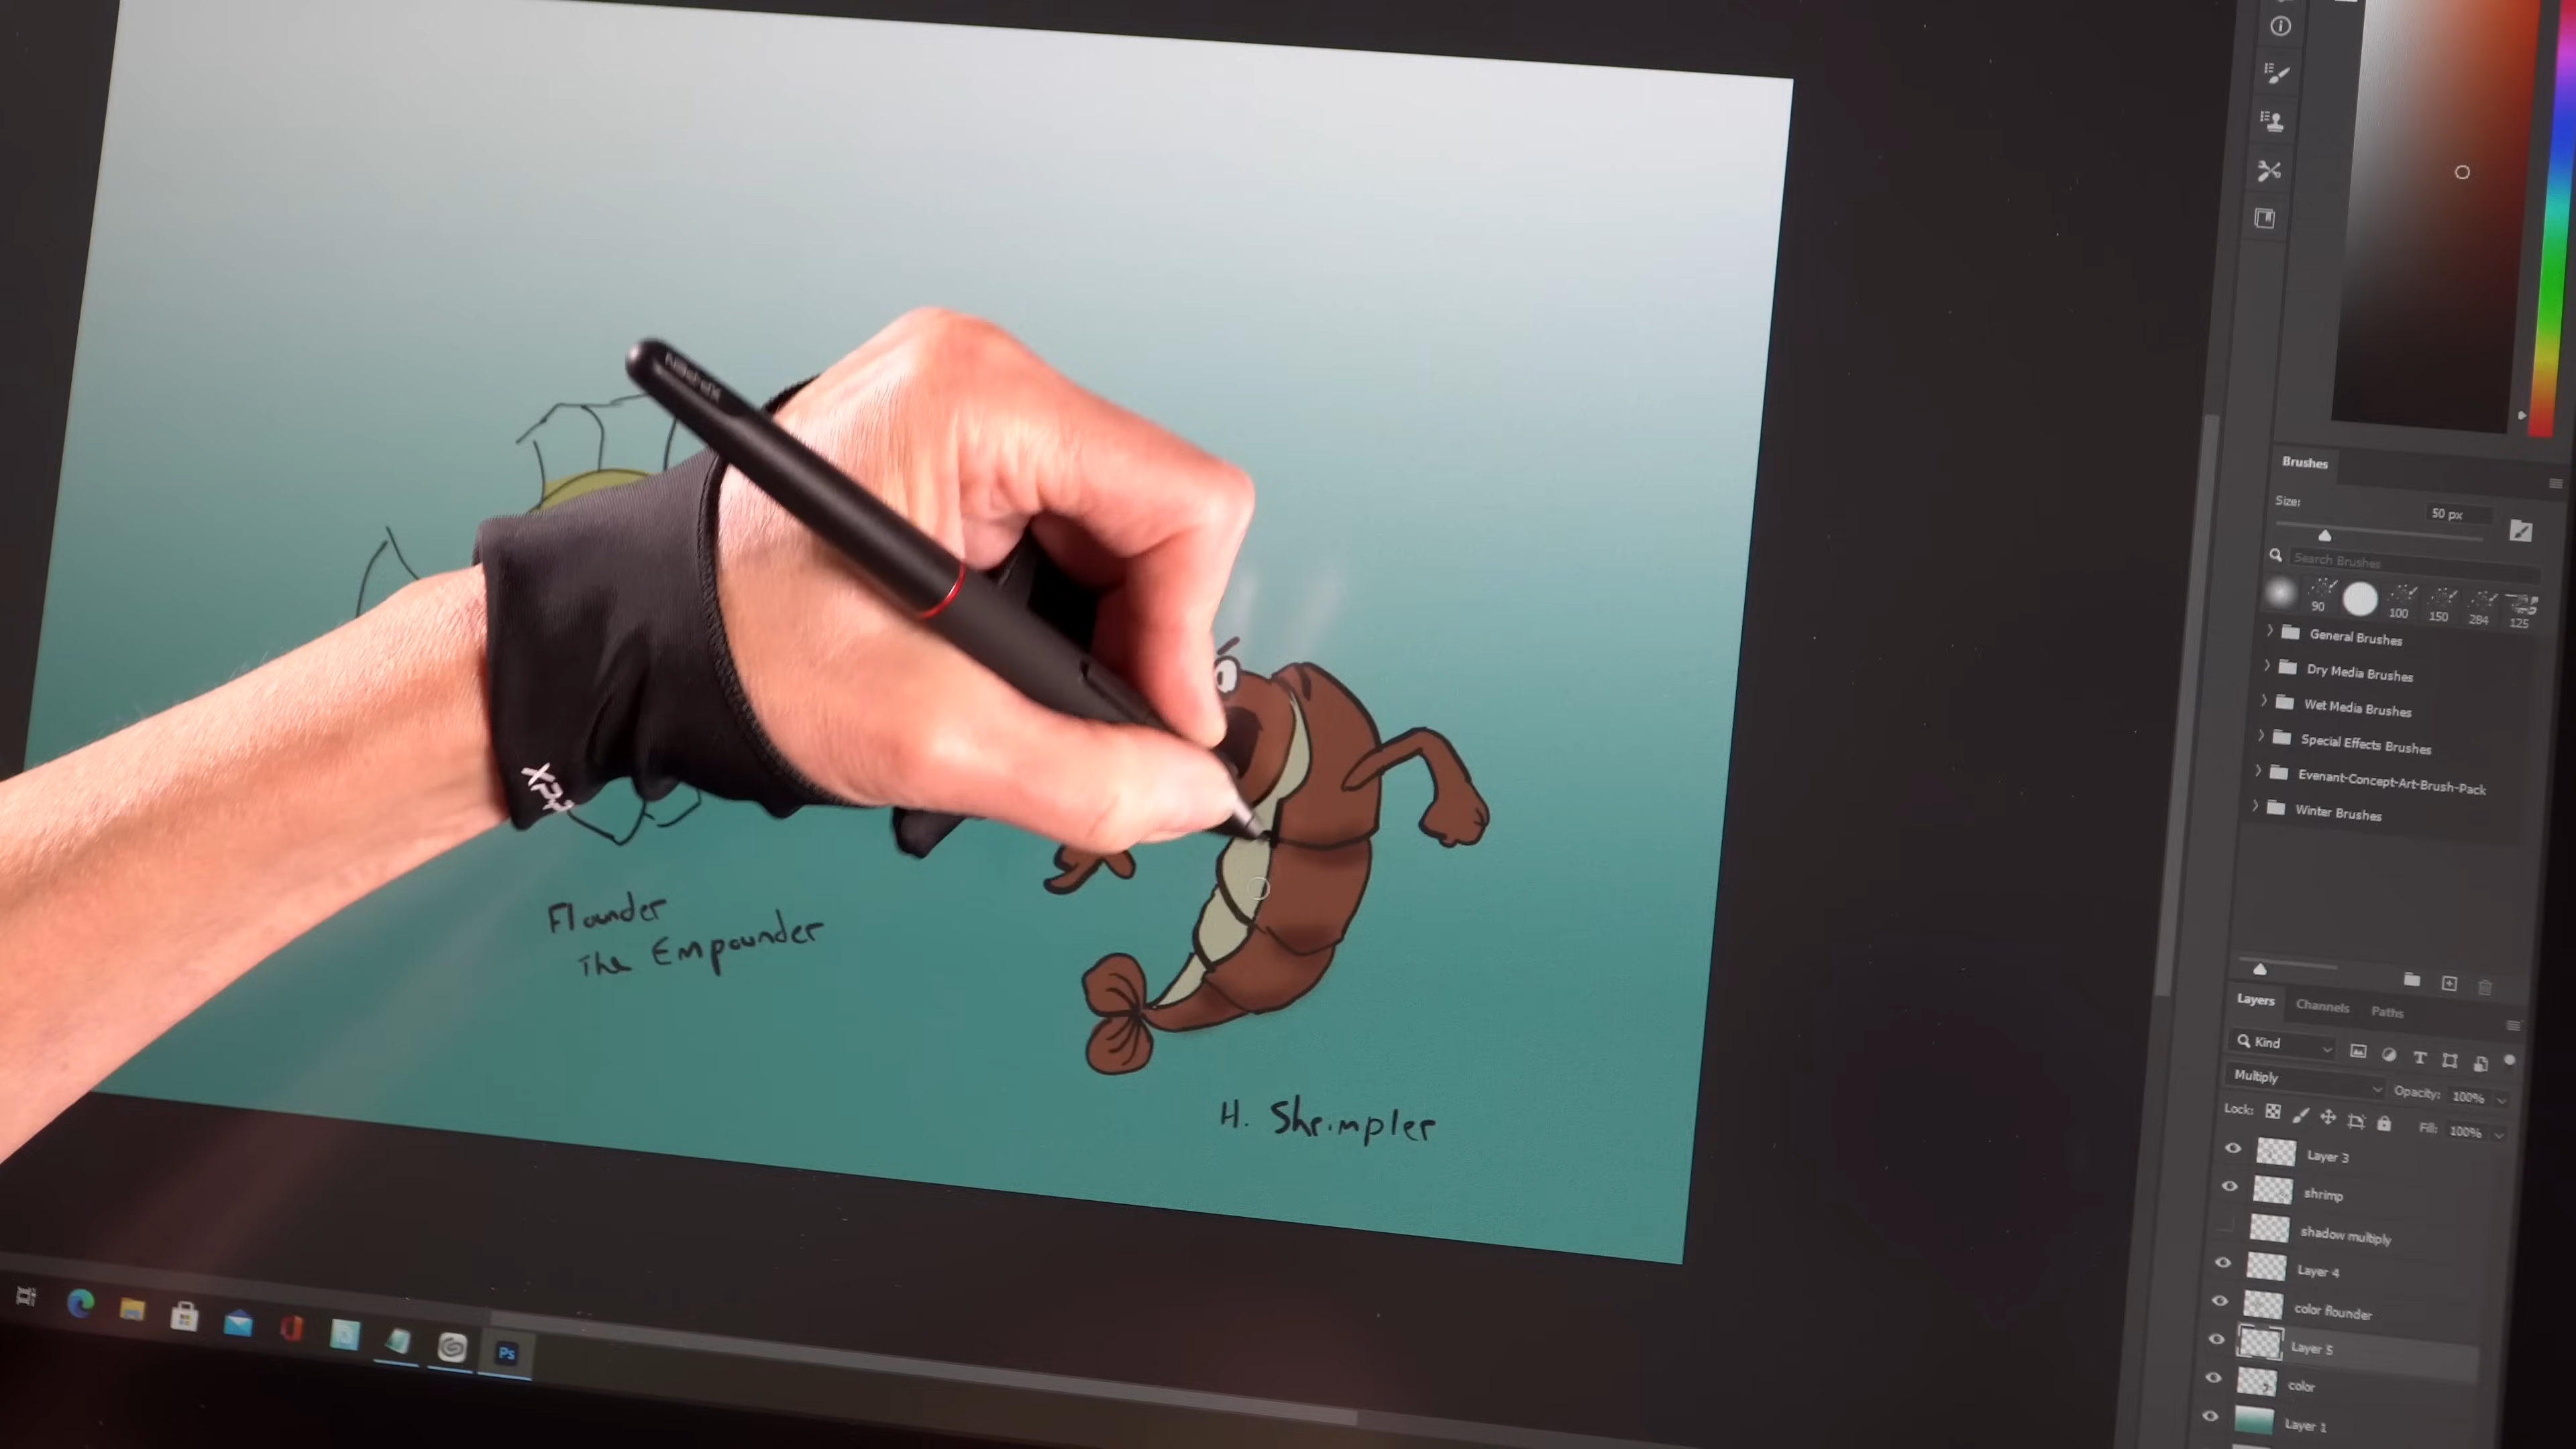 Flounder
The Empounder
H. Shrimpler
Brushes
Size:
50 px
Search Brushes
90
100
150
284
125
General Brushes
Dry Media Brushes
Wet Media Brushes
Special Effects Brushes
Evenant-Concept-Art-Brush-Pack
Winter Brushes
Layers Channels Paths
Kind
Multiply Opacity: 100%
Lock: Fill: 100%
Layer 3
shrimp
shadow multiply
Layer 4
color flounder
Layer 5
color
Layer 1
Ps